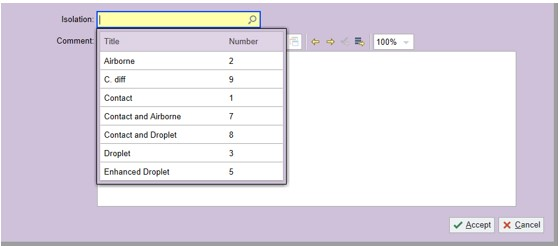 Isolation:
Comment:
Title Number
100%
Airborne 2
C. diff 9
Contact 1
Contact and Airborne 7
Contact and Droplet 8
Droplet 3
Enhanced Droplet 5
Accept Cancel